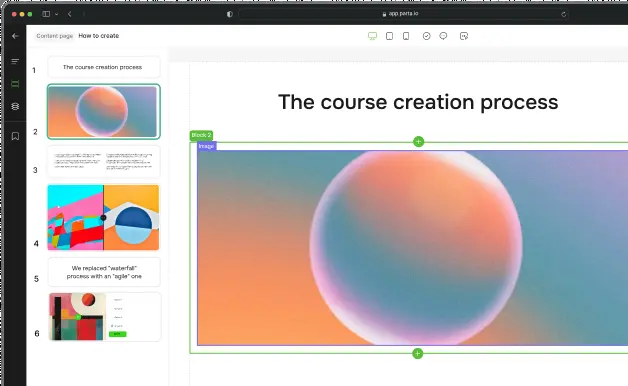 app.parta.io
Content page
How to create
1
The course creation process
2
3
4
5
We replaced "waterfall"
process with an "agile" one
6
The course creation process
Block 2
Image